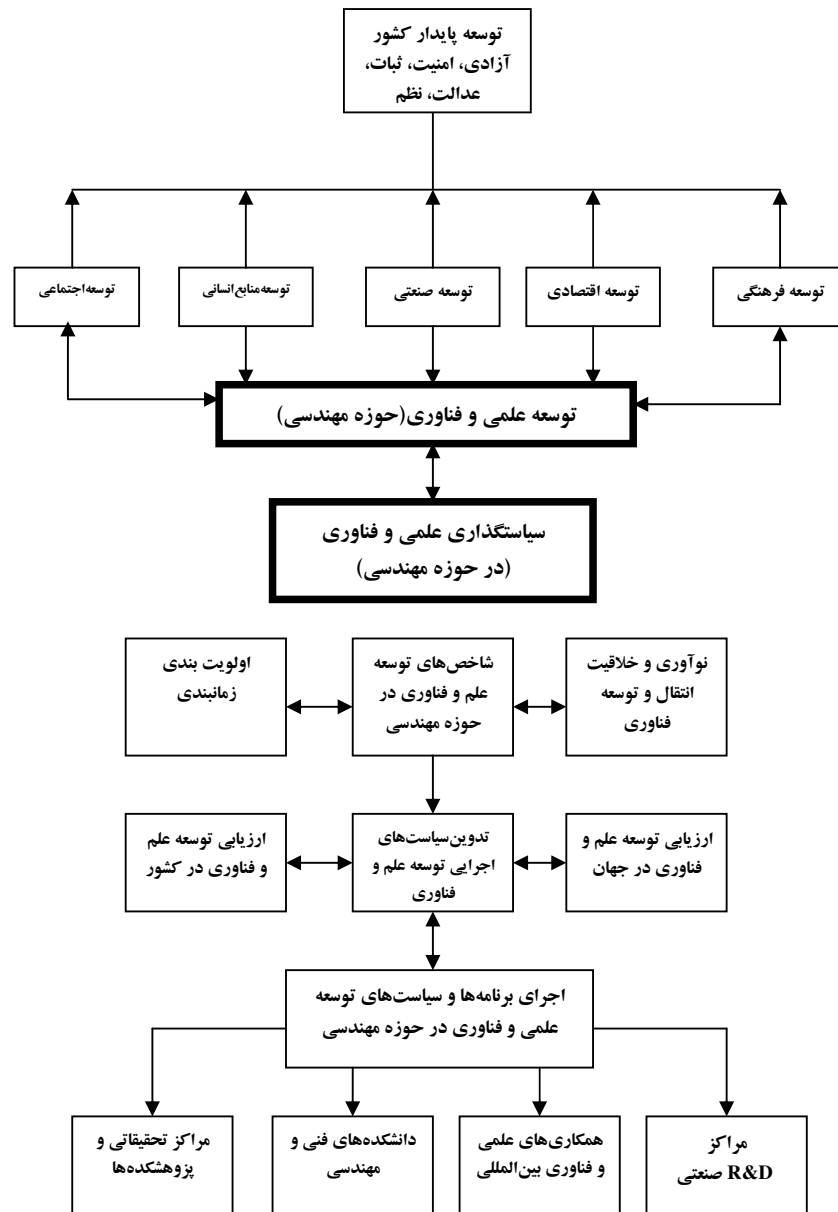 توسعه پایدار کشور
آزادی، امنیت، ثبات،
عدالت، نظم
توسعه فرهنگی
توسعه اقتصادی
توسعه صنعتی
توسعه‌منابع‌انسانی
توسعه‌اجتماعی
توسعه علمی و فناوری(حوزه مهندسی)
سیاستگذاری علمی و فناوری
(در حوزه مهندسی)
نوآوری و خلاقیت
انتقال و توسعه
فناوری
شاخص‌های توسعه
علم و فناوری در
حوزه مهندسی
اولویت بندی
زمانبندی
ارزیابی توسعه علم و
فناوری در جهان
تدوین‌سیاست‌های
اجرایی توسعه علم و
فناوری
ارزیابی توسعه علم
و فناوری در کشور
اجرای برنامه‌ها و سیاست‌های توسعه
علمی و فناوری در حوزه مهندسی
مراکز
R&D صنعتی
همکاری‌های علمی
و فناوری بین‌المللی
دانشکده‌های فنی و
مهندسی
مراکز تحقیقاتی و
پزوهشکده‌ها